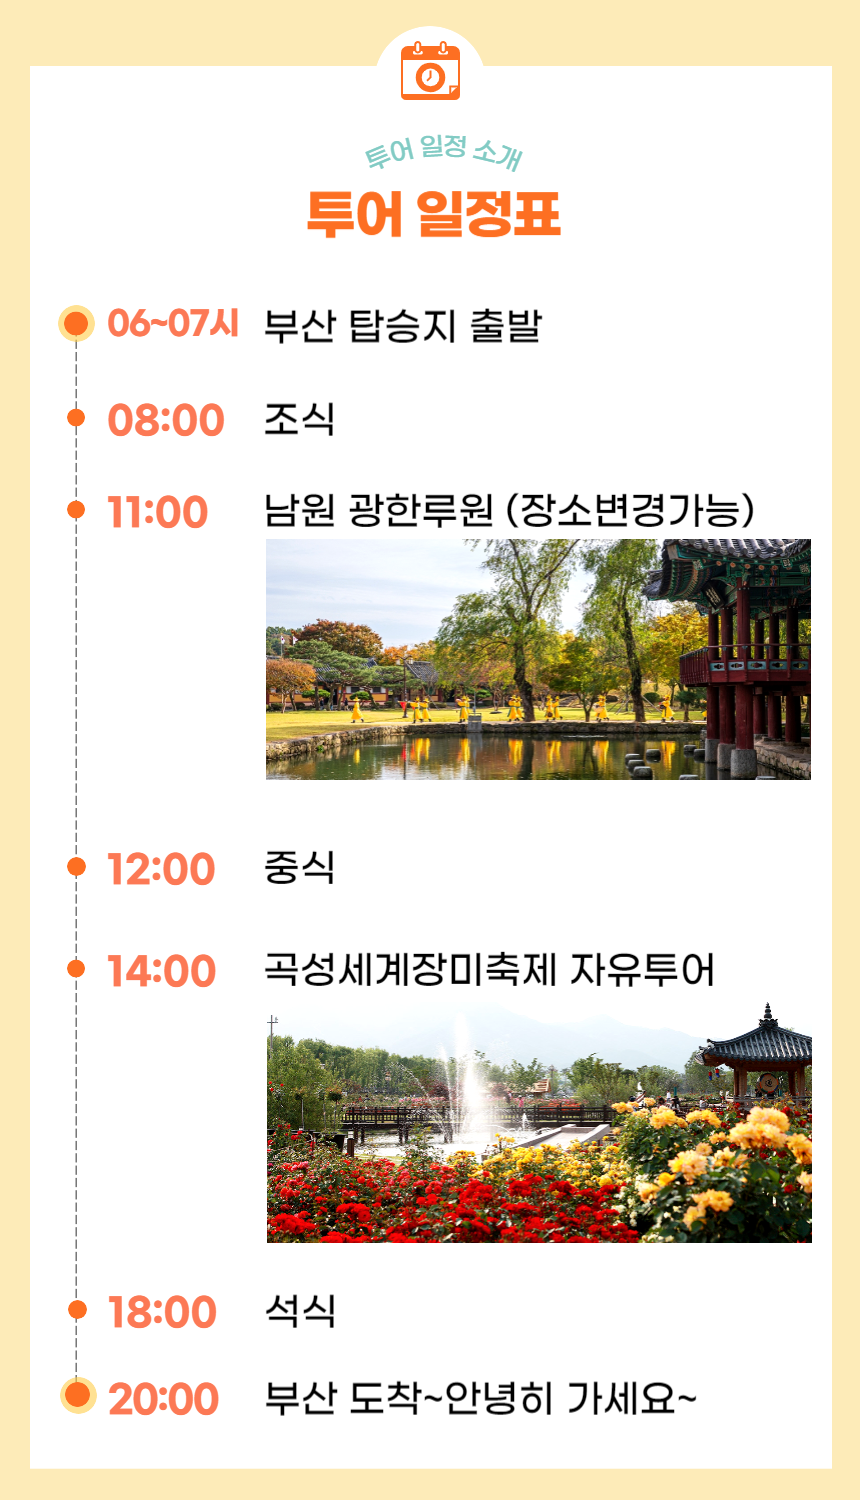 투어 일정 소개
투어 일정표
06~07시 부산 탑승지 출발
08:00 조식
11:00 남원 광한루원 (장소변경가능)
12:00 중식
14:00 곡성세계장미축제 자유투어
18:00 석식
20:00 부산 도착~안녕히 가세요~